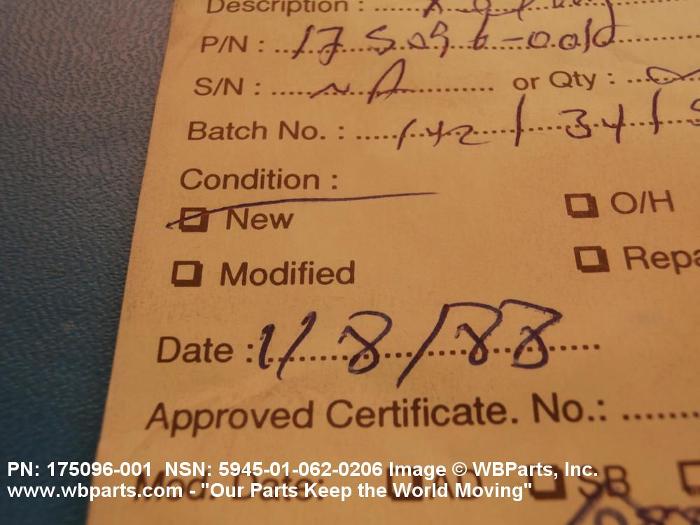 Description :
P/N : 175096-001
S/N : NA or Qty :
Batch No. : 142/34/
Condition :
New O/H
Modified Repa
Date : 1/8/88
Approved Certificate. No.:
PN: 175096-001 NSN: 5945-01-062-0206 Image © WBParts, Inc.
SB
www.wbparts.com - "Our Parts Keep the World Moving"